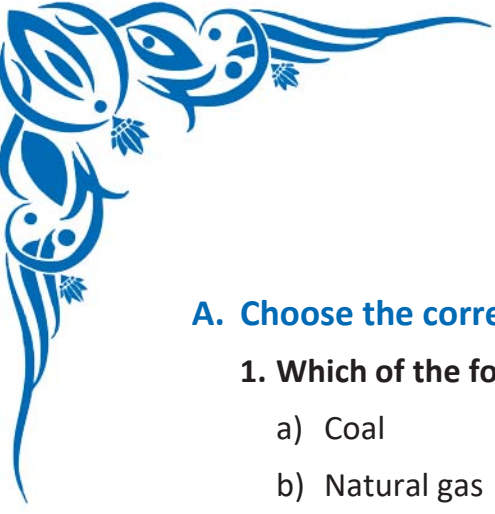 A. Choose the corre
1. Which of the fo
a) Coal
b) Natural gas